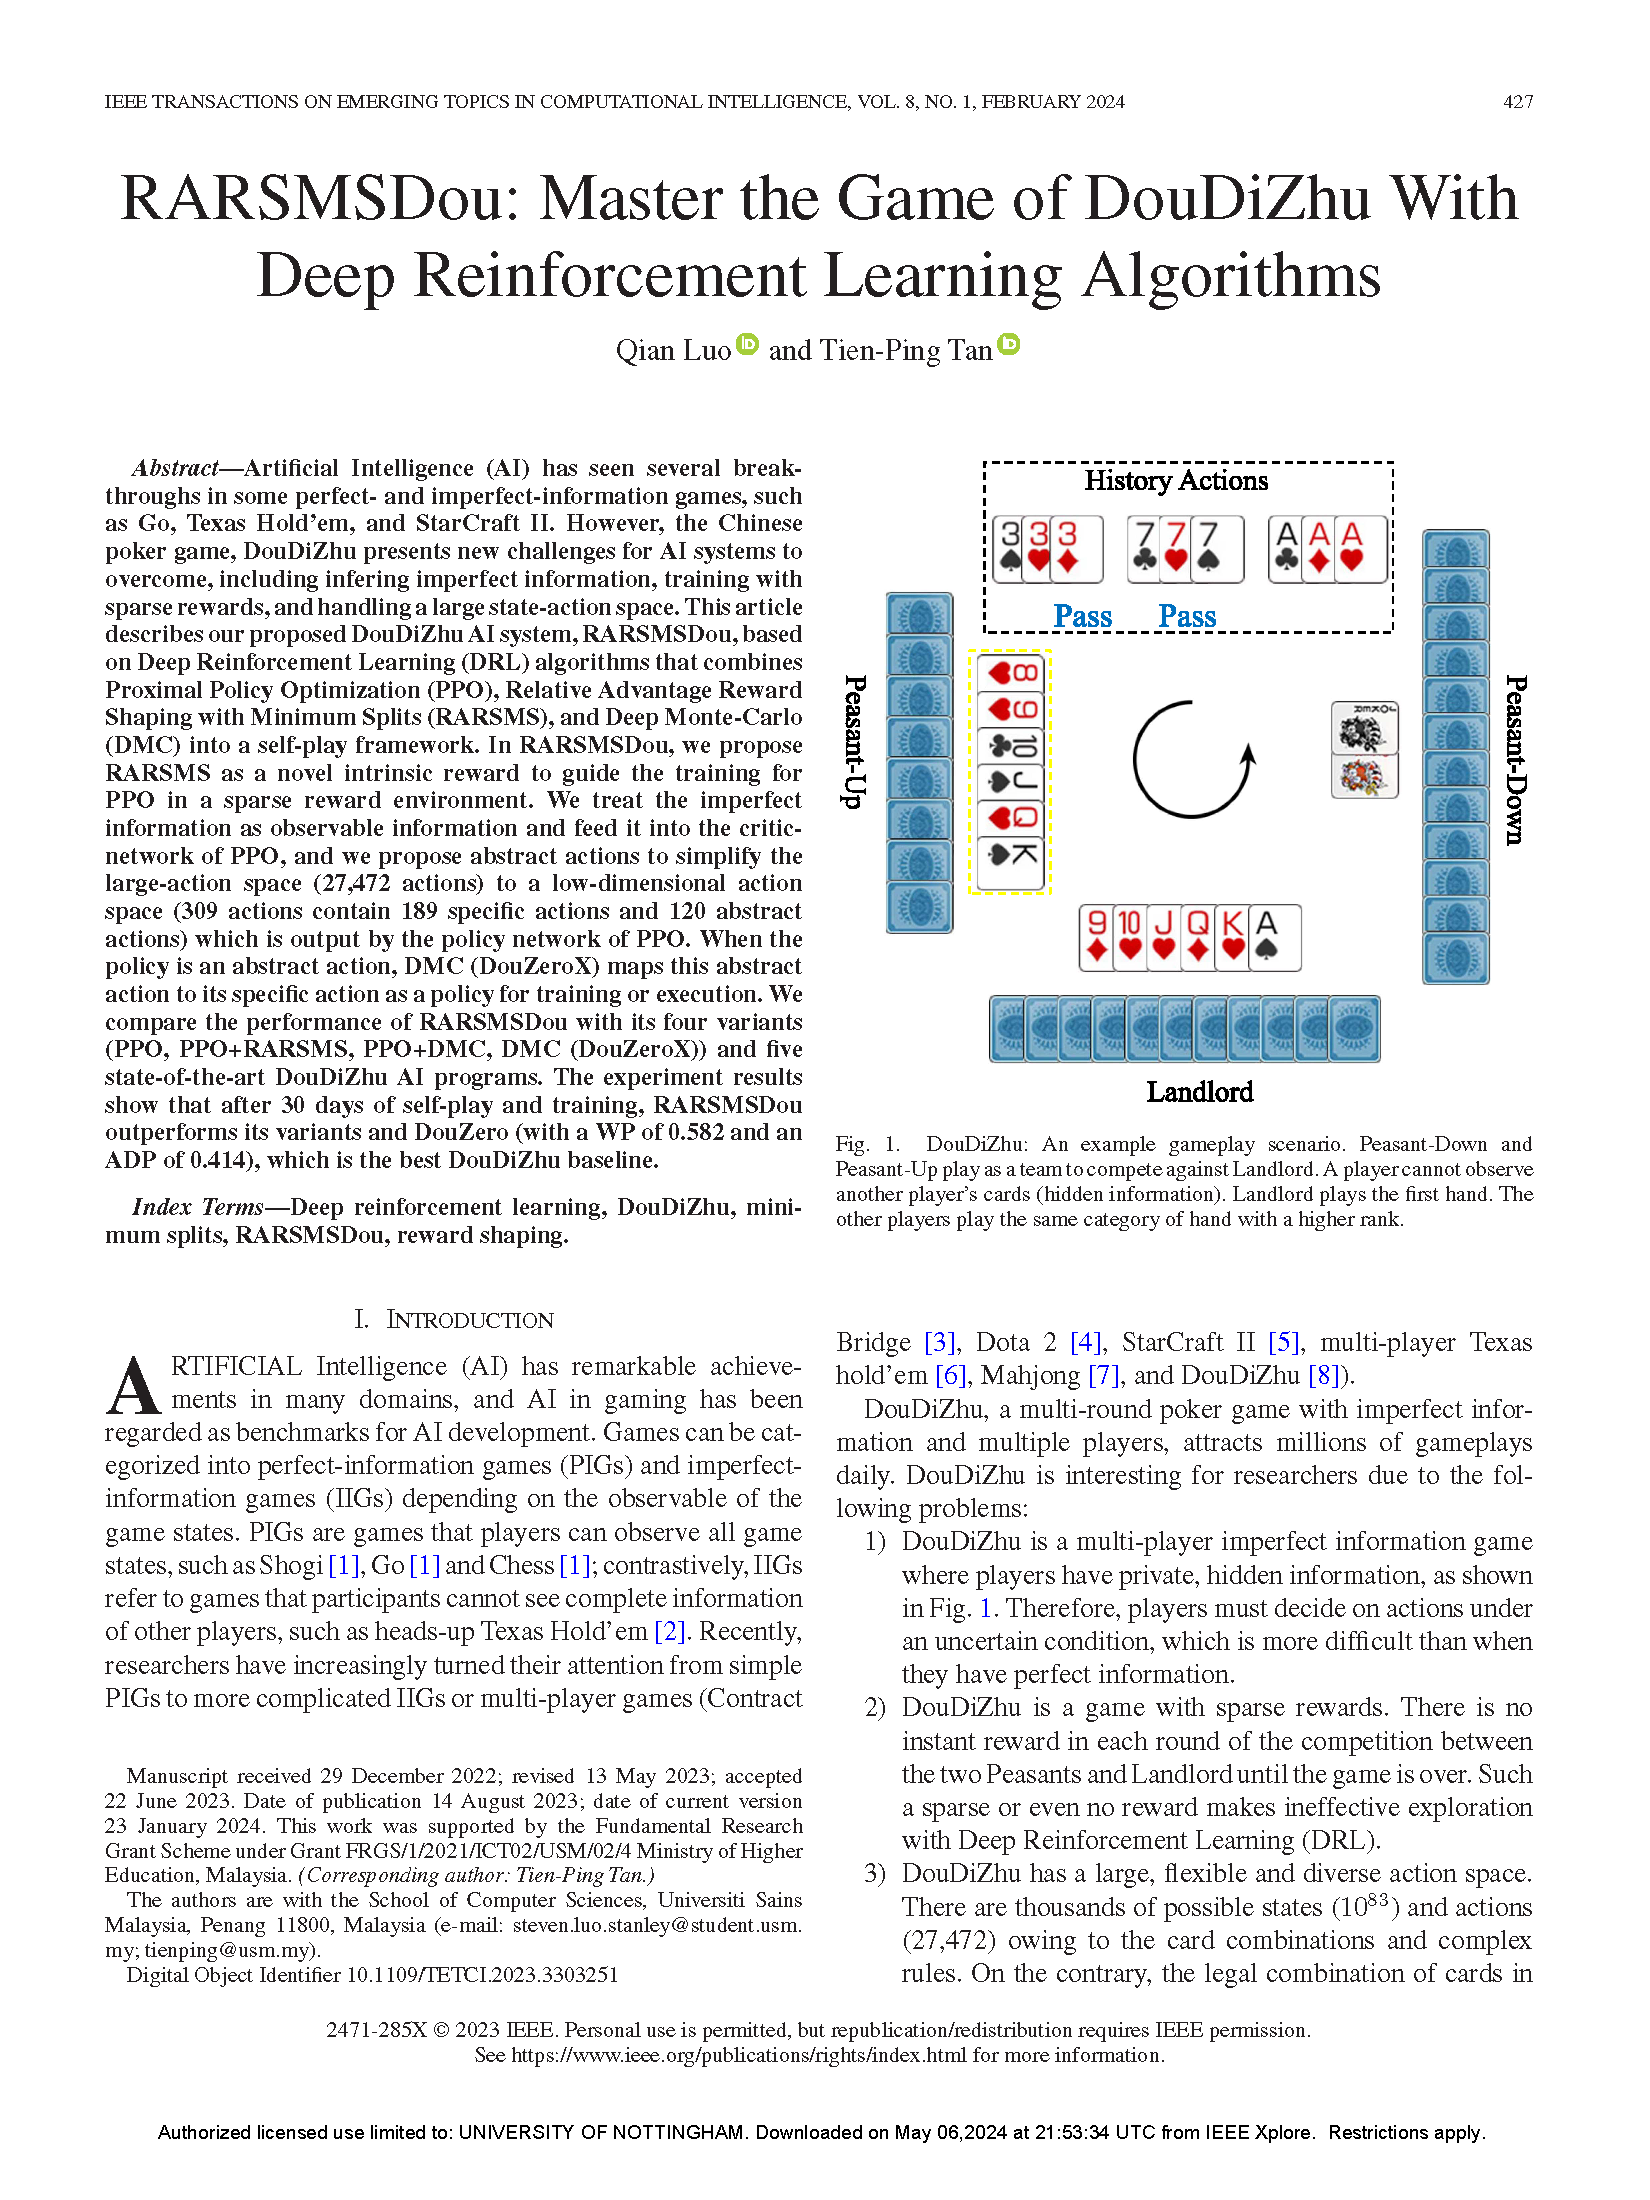 IEEE TRANSACTIONS ON EMERGING TOPICS IN COMPUTATIONAL INTELLIGENCE, VOL. 8, NO. 1, FEBRUARY 2024 427
RARSMSDou: Master the Game of DouDiZhu With
Deep Reinforcement Learning Algorithms
Qian Luo iD and Tien-Ping Tan iD
Abstract—Artificial Intelligence (AI) has seen several break-
throughs in some perfect- and imperfect-information games, such
as Go, Texas Hold'em, and StarCraft II. However, the Chinese
poker game, DouDiZhu presents new challenges for AI systems to
overcome, including infering imperfect information, training with
sparse rewards, and handling a large state-action space. This article
describes our proposed DouDiZhu AI system, RARSMSDou, based
on Deep Reinforcement Learning (DRL) algorithms that combines
Proximal Policy Optimization (PPO), Relative Advantage Reward
Shaping with Minimum Splits (RARSMS), and Deep Monte-Carlo
(DMC) into a self-play framework. In RARSMSDou, we propose
RARSMS as a novel intrinsic reward to guide the training for
PPO in a sparse reward environment. We treat the imperfect
information as observable information and feed it into the critic-
network of PPO, and we propose abstract actions to simplify the
large-action space (27,472 actions) to a low-dimensional action
space (309 actions contain 189 specific actions and 120 abstract
actions) which is output by the policy network of PPO. When the
policy is an abstract action, DMC (DouZeroX) maps this abstract
action to its specific action as a policy for training or execution. We
compare the performance of RARSMSDou with its four variants
(PPO, PPO+RARSMS, PPO+DMC, DMC (DouZeroX)) and five
state-of-the-art DouDiZhu AI programs. The experiment results
show that after 30 days of self-play and training, RARSMSDou
outperforms its variants and DouZero (with a WP of 0.582 and an
ADP of 0.414), which is the best DouDiZhu baseline.
Index Terms—Deep reinforcement learning, DouDiZhu, mini-
mum splits, RARSMSDou, reward shaping.
I. INTRODUCTION
ARTIFICIAL Intelligence (AI) has remarkable achieve-
ments in many domains, and AI in gaming has been
regarded as benchmarks for AI development. Games can be cat-
egorized into perfect-information games (PIGs) and imperfect-
information games (IIGs) depending on the observable of the
game states. PIGs are games that players can observe all game
states, such as Shogi [1], Go [1] and Chess [1]; contrastively, IIGs
refer to games that participants cannot see complete information
of other players, such as heads-up Texas Hold'em [2]. Recently,
researchers have increasingly turned their attention from simple
PIGs to more complicated IIGs or multi-player games (Contract
Manuscript received 29 December 2022; revised 13 May 2023; accepted
22 June 2023. Date of publication 14 August 2023; date of current version
23 January 2024. This work was supported by the Fundamental Research
Grant Scheme under Grant FRGS/1/2021/ICT02/USM/02/4 Ministry of Higher
Education, Malaysia. (Corresponding author: Tien-Ping Tan.)
The authors are with the School of Computer Sciences, Universiti Sains
Malaysia, Penang 11800, Malaysia (e-mail: steven.luo.stanley@student.usm.
my; tienping@usm.my).
Digital Object Identifier 10.1109/TETCI.2023.3303251
History Actions
3 3 3 7 7 7 A A A
Pass Pass
Peasant-Up
8 9 10 J Q K
JOKER
Peasant-Down
9 10 J Q K A
Landlord
Fig. 1. DouDiZhu: An example gameplay scenario. Peasant-Down and
Peasant-Up play as a team to compete against Landlord. A player cannot observe
another player's cards (hidden information). Landlord plays the first hand. The
other players play the same category of hand with a higher rank.
Bridge [3], Dota 2 [4], StarCraft II [5], multi-player Texas
hold'em [6], Mahjong [7], and DouDiZhu [8]).
DouDiZhu, a multi-round poker game with imperfect infor-
mation and multiple players, attracts millions of gameplays
daily. DouDiZhu is interesting for researchers due to the fol-
lowing problems:
1) DouDiZhu is a multi-player imperfect information game
where players have private, hidden information, as shown
in Fig. 1. Therefore, players must decide on actions under
an uncertain condition, which is more difficult than when
they have perfect information.
2) DouDiZhu is a game with sparse rewards. There is no
instant reward in each round of the competition between
the two Peasants and Landlord until the game is over. Such
a sparse or even no reward makes ineffective exploration
with Deep Reinforcement Learning (DRL).
3) DouDiZhu has a large, flexible and diverse action space.
There are thousands of possible states (10⁸³) and actions
(27,472) owing to the card combinations and complex
rules. On the contrary, the legal combination of cards in
2471-285X © 2023 IEEE. Personal use is permitted, but republication/redistribution requires IEEE permission.
See https://www.ieee.org/publications/rights/index.html for more information.
Authorized licensed use limited to: UNIVERSITY OF NOTTINGHAM. Downloaded on May 06,2024 at 21:53:34 UTC from IEEE Xplore. Restrictions apply.